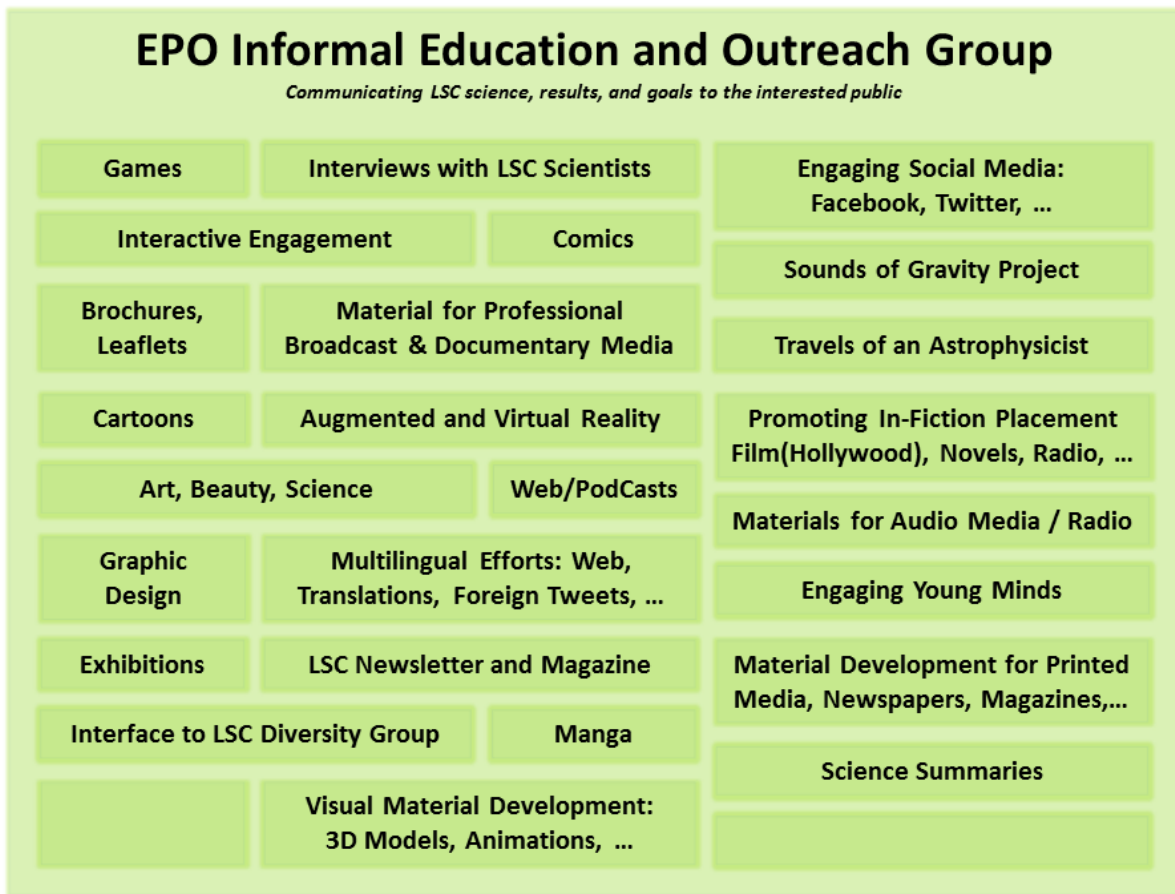 EPO Informal Education and Outreach Group
Communicating LSC science, results, and goals to the interested public
Games
Interviews with LSC Scientists
Interactive Engagement
Comics
Brochures,
Leaflets
Material for Professional
Broadcast & Documentary Media
Cartoons
Augmented and Virtual Reality
Art, Beauty, Science
Web/PodCasts
Graphic
Design
Multilingual Efforts: Web,
Translations, Foreign Tweets, …
Exhibitions
LSC Newsletter and Magazine
Interface to LSC Diversity Group
Manga
Visual Material Development:
3D Models, Animations, …
Engaging Social Media:
Facebook, Twitter, …
Sounds of Gravity Project
Travels of an Astrophysicist
Promoting In-Fiction Placement
Film(Hollywood), Novels, Radio, …
Materials for Audio Media / Radio
Engaging Young Minds
Material Development for Printed
Media, Newspapers, Magazines,…
Science Summaries